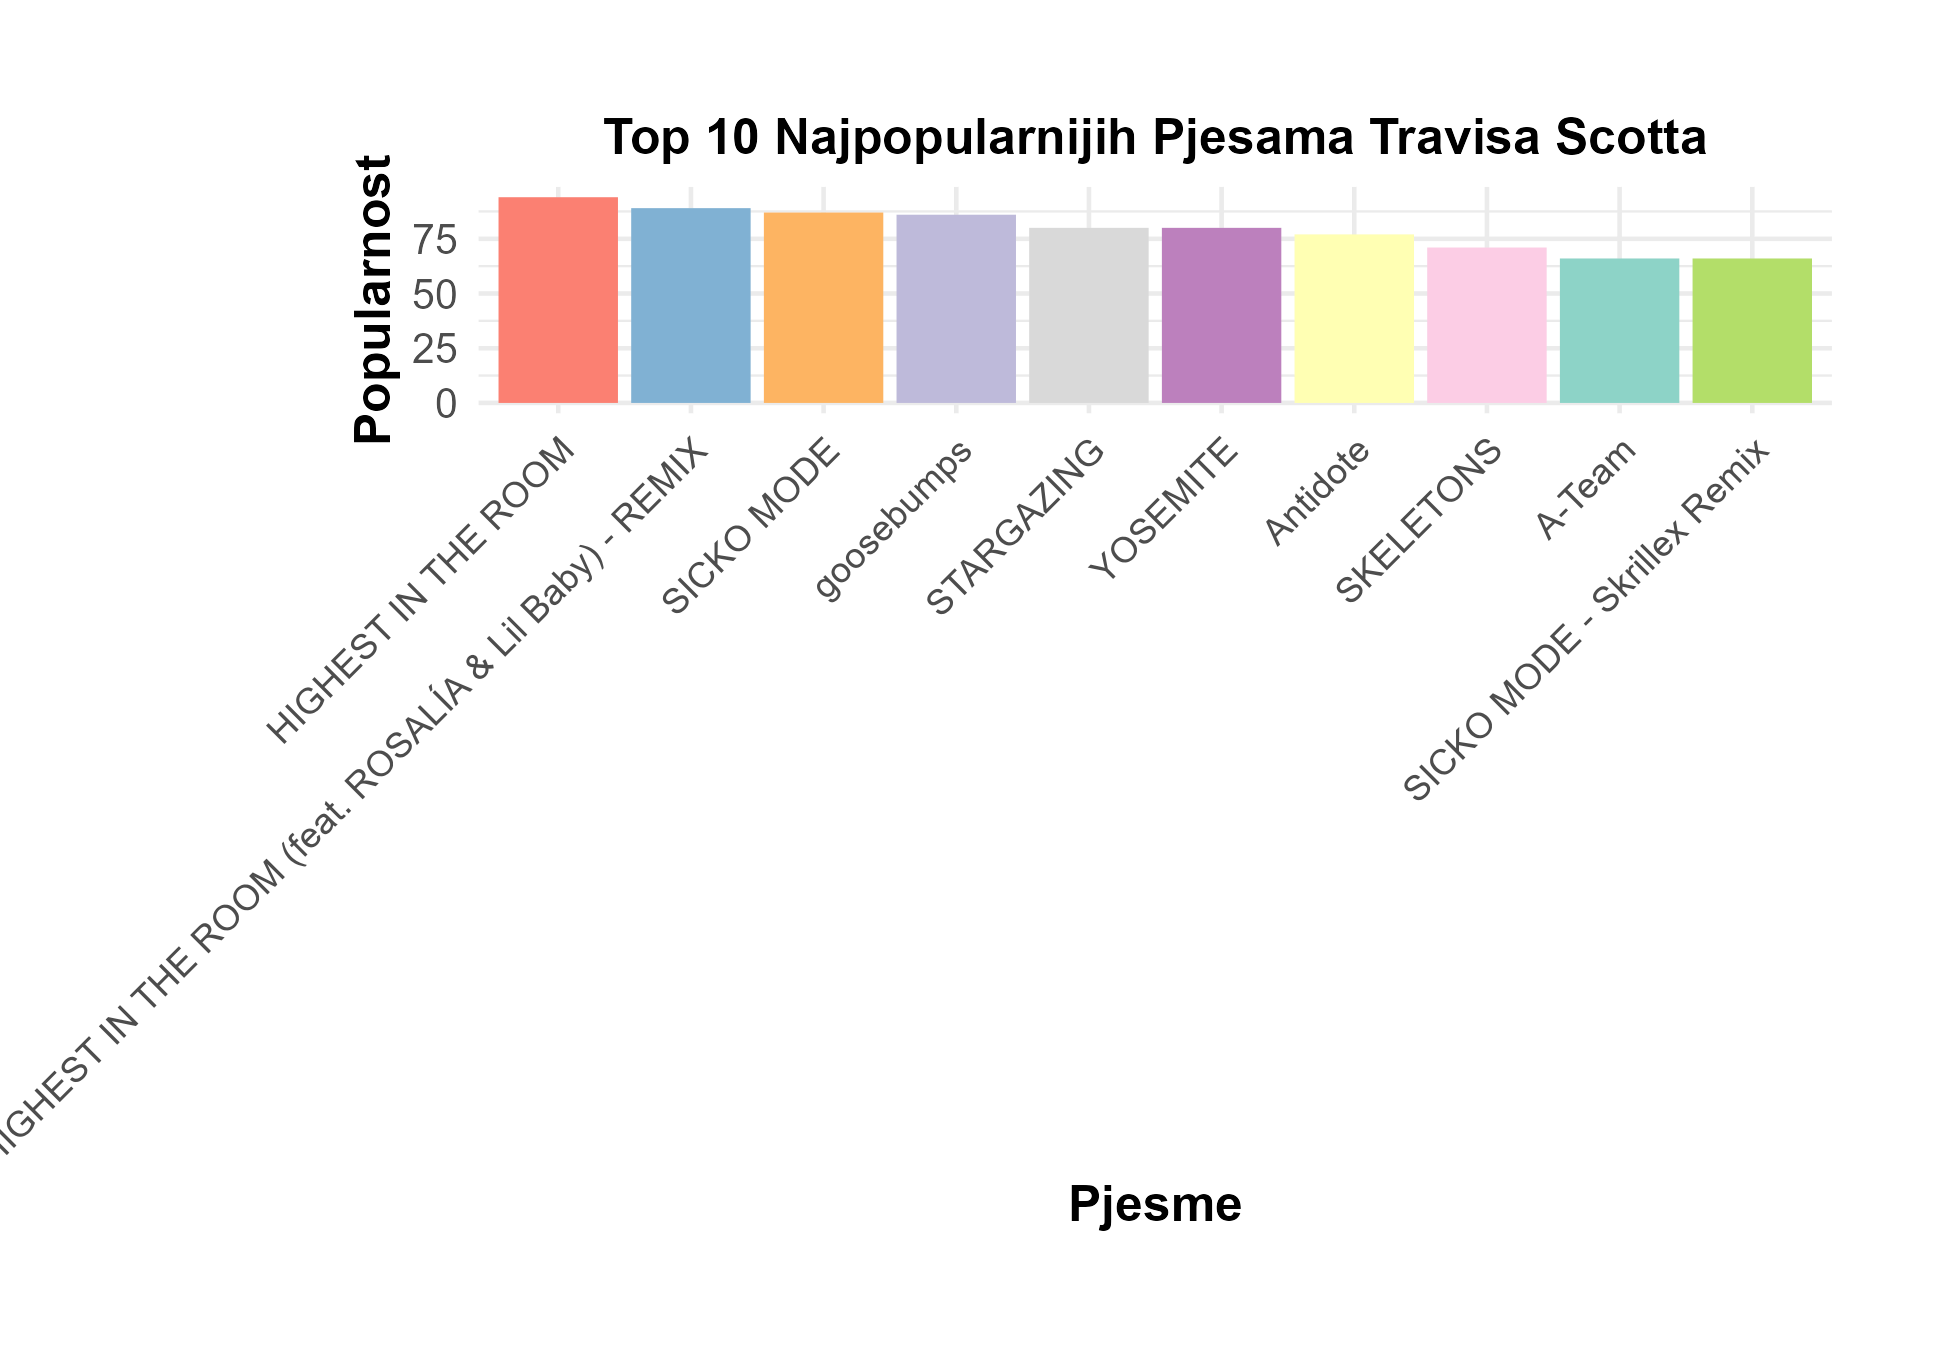 Top 10 Najpopularnijih Pjesama Travisa Scotta
Popularnost
75
50
25
0
HIGHEST IN THE ROOM
IGHEST IN THE ROOM (feat. ROSALÍA & Lil Baby) - REMIX
SICKO MODE
goosebumps
STARGAZING
YOSEMITE
Antidote
SKELETONS
A-Team
SICKO MODE - Skrillex Remix
Pjesme